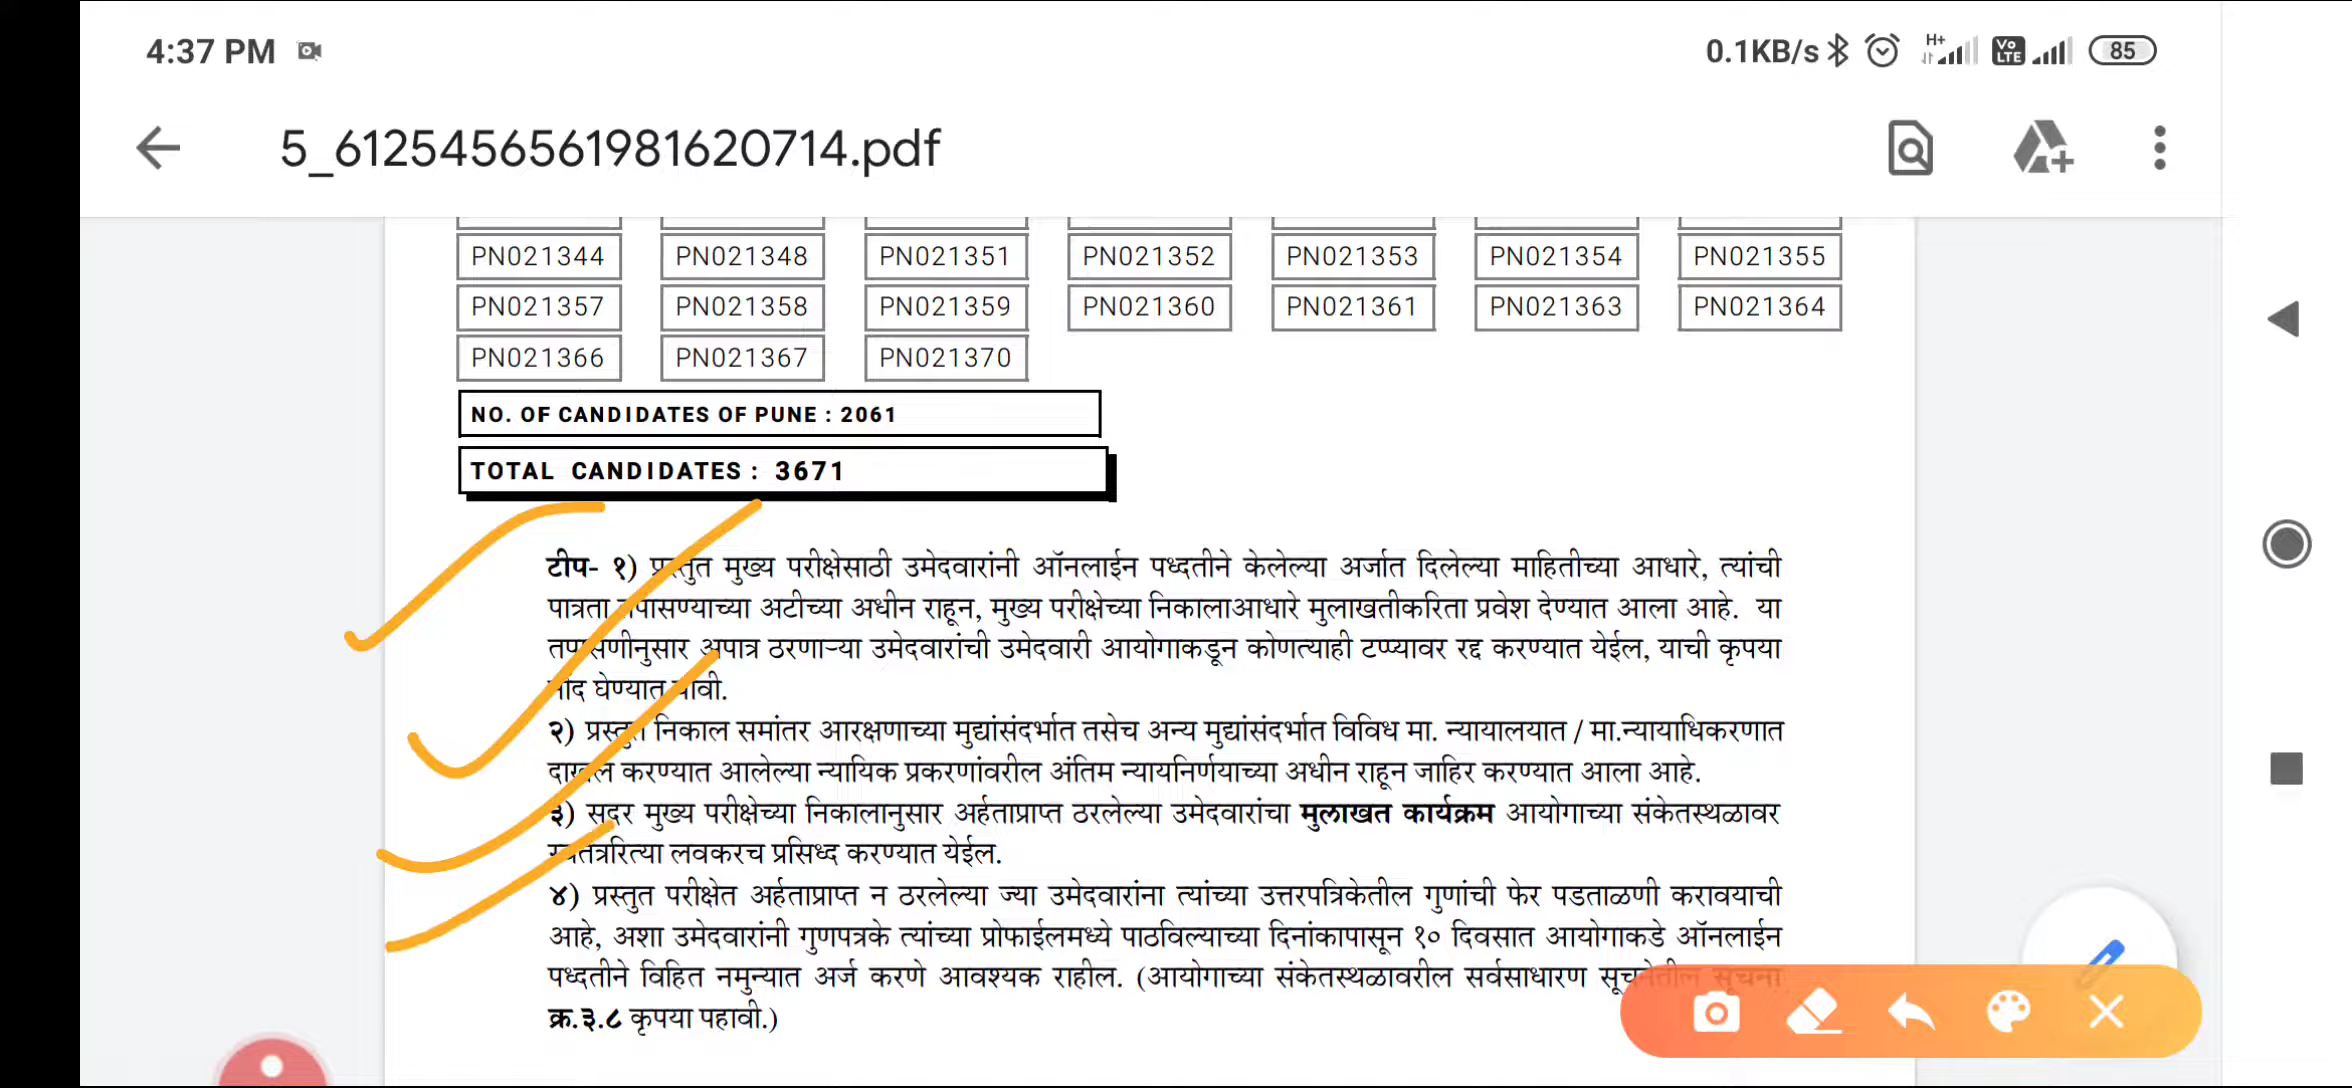 4:37 PM 0.1KB/s H+ Vo LTE 85
5_6125456561981620714.pdf
PN021344 PN021348 PN021351 PN021352 PN021353 PN021354 PN021355
PN021357 PN021358 PN021359 PN021360 PN021361 PN021363 PN021364
PN021366 PN021367 PN021370
NO. OF CANDIDATES OF PUNE : 2061
TOTAL CANDIDATES : 3671
टीप- १) प्रस्तुत मुख्य परीक्षेसाठी उमेदवारांनी ऑनलाईन पध्दतीने केलेल्या अर्जात दिलेल्या माहितीच्या आधारे, त्यांची
पात्रता तपासण्याच्या अटीच्या अधीन राहून, मुख्य परीक्षेच्या निकालाआधारे मुलाखतीकरिता प्रवेश देण्यात आला आहे. या
तपासणीनुसार अपात्र ठरणाऱ्या उमेदवारांची उमेदवारी आयोगाकडून कोणत्याही टप्प्यावर रद्द करण्यात येईल, याची कृपया
नोंद घेण्यात यावी.
२) प्रस्तुत निकाल समांतर आरक्षणाच्या मुद्यांसंदर्भात तसेच अन्य मुद्यांसंदर्भात विविध मा. न्यायालयात / मा.न्यायाधिकरणात
दाखल करण्यात आलेल्या न्यायिक प्रकरणांवरील अंतिम न्यायनिर्णयाच्या अधीन राहून जाहिर करण्यात आला आहे.
३) सदर मुख्य परीक्षेच्या निकालानुसार अर्हताप्राप्त ठरलेल्या उमेदवारांचा मुलाखत कार्यक्रम आयोगाच्या संकेतस्थळावर
स्वतंत्ररित्या लवकरच प्रसिध्द करण्यात येईल.
४) प्रस्तुत परीक्षेत अर्हताप्राप्त न ठरलेल्या ज्या उमेदवारांना त्यांच्या उत्तरपत्रिकेतील गुणांची फेर पडताळणी करावयाची
आहे, अशा उमेदवारांनी गुणपत्रके त्यांच्या प्रोफाईलमध्ये पाठविल्याच्या दिनांकापासून १० दिवसात आयोगाकडे ऑनलाईन
पध्दतीने विहित नमुन्यात अर्ज करणे आवश्यक राहील. (आयोगाच्या संकेतस्थळावरील सर्वसाधारण सूचनेतील सूचना
क्र.३.८ कृपया पहावी.)